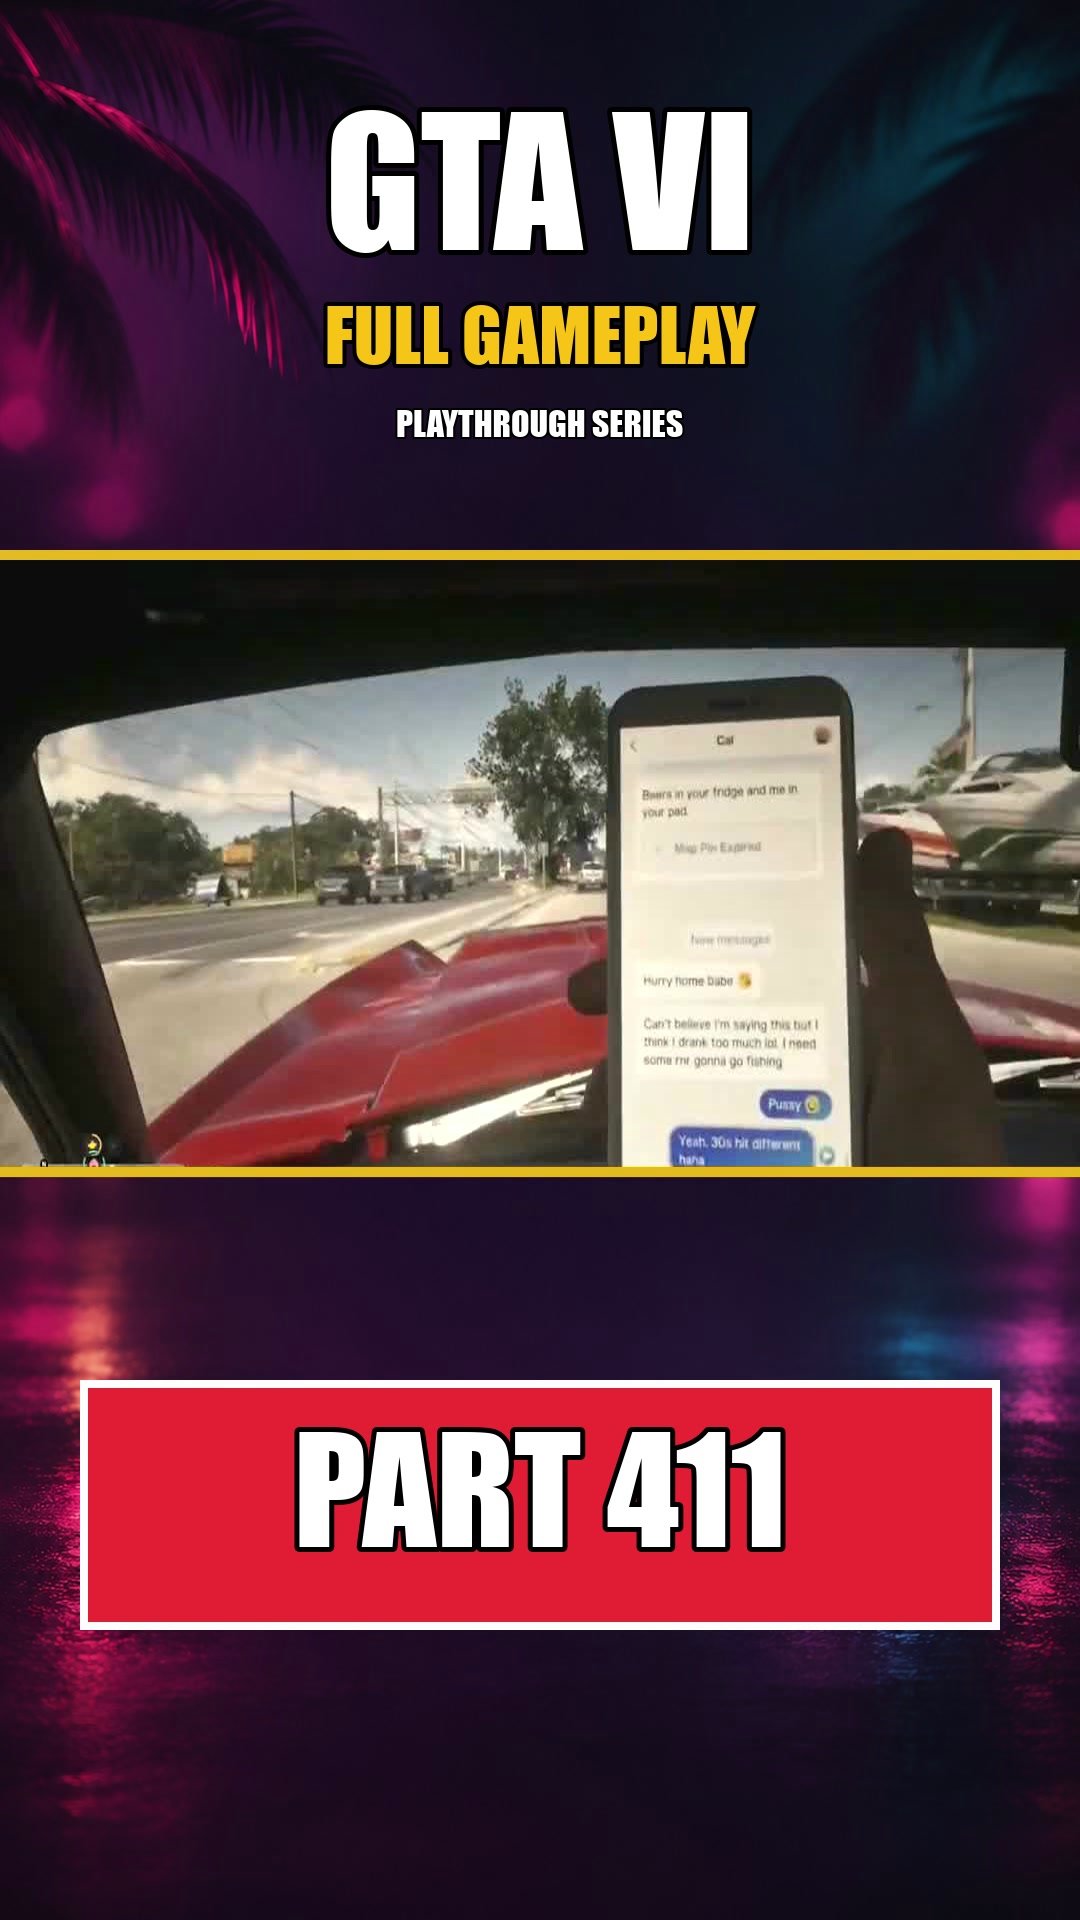 GTA VI
FULL GAMEPLAY
PLAYTHROUGH SERIES
Cal
Beers in your fridge and me in
your pad
Map Pin Expired
New messages
Hurry home babe 😘
Can't believe I'm saying this but I
think I drank too much lol. I need
some rnr gonna go fishing
Pussy
Yeah. 30s hit different
haha
PART 411